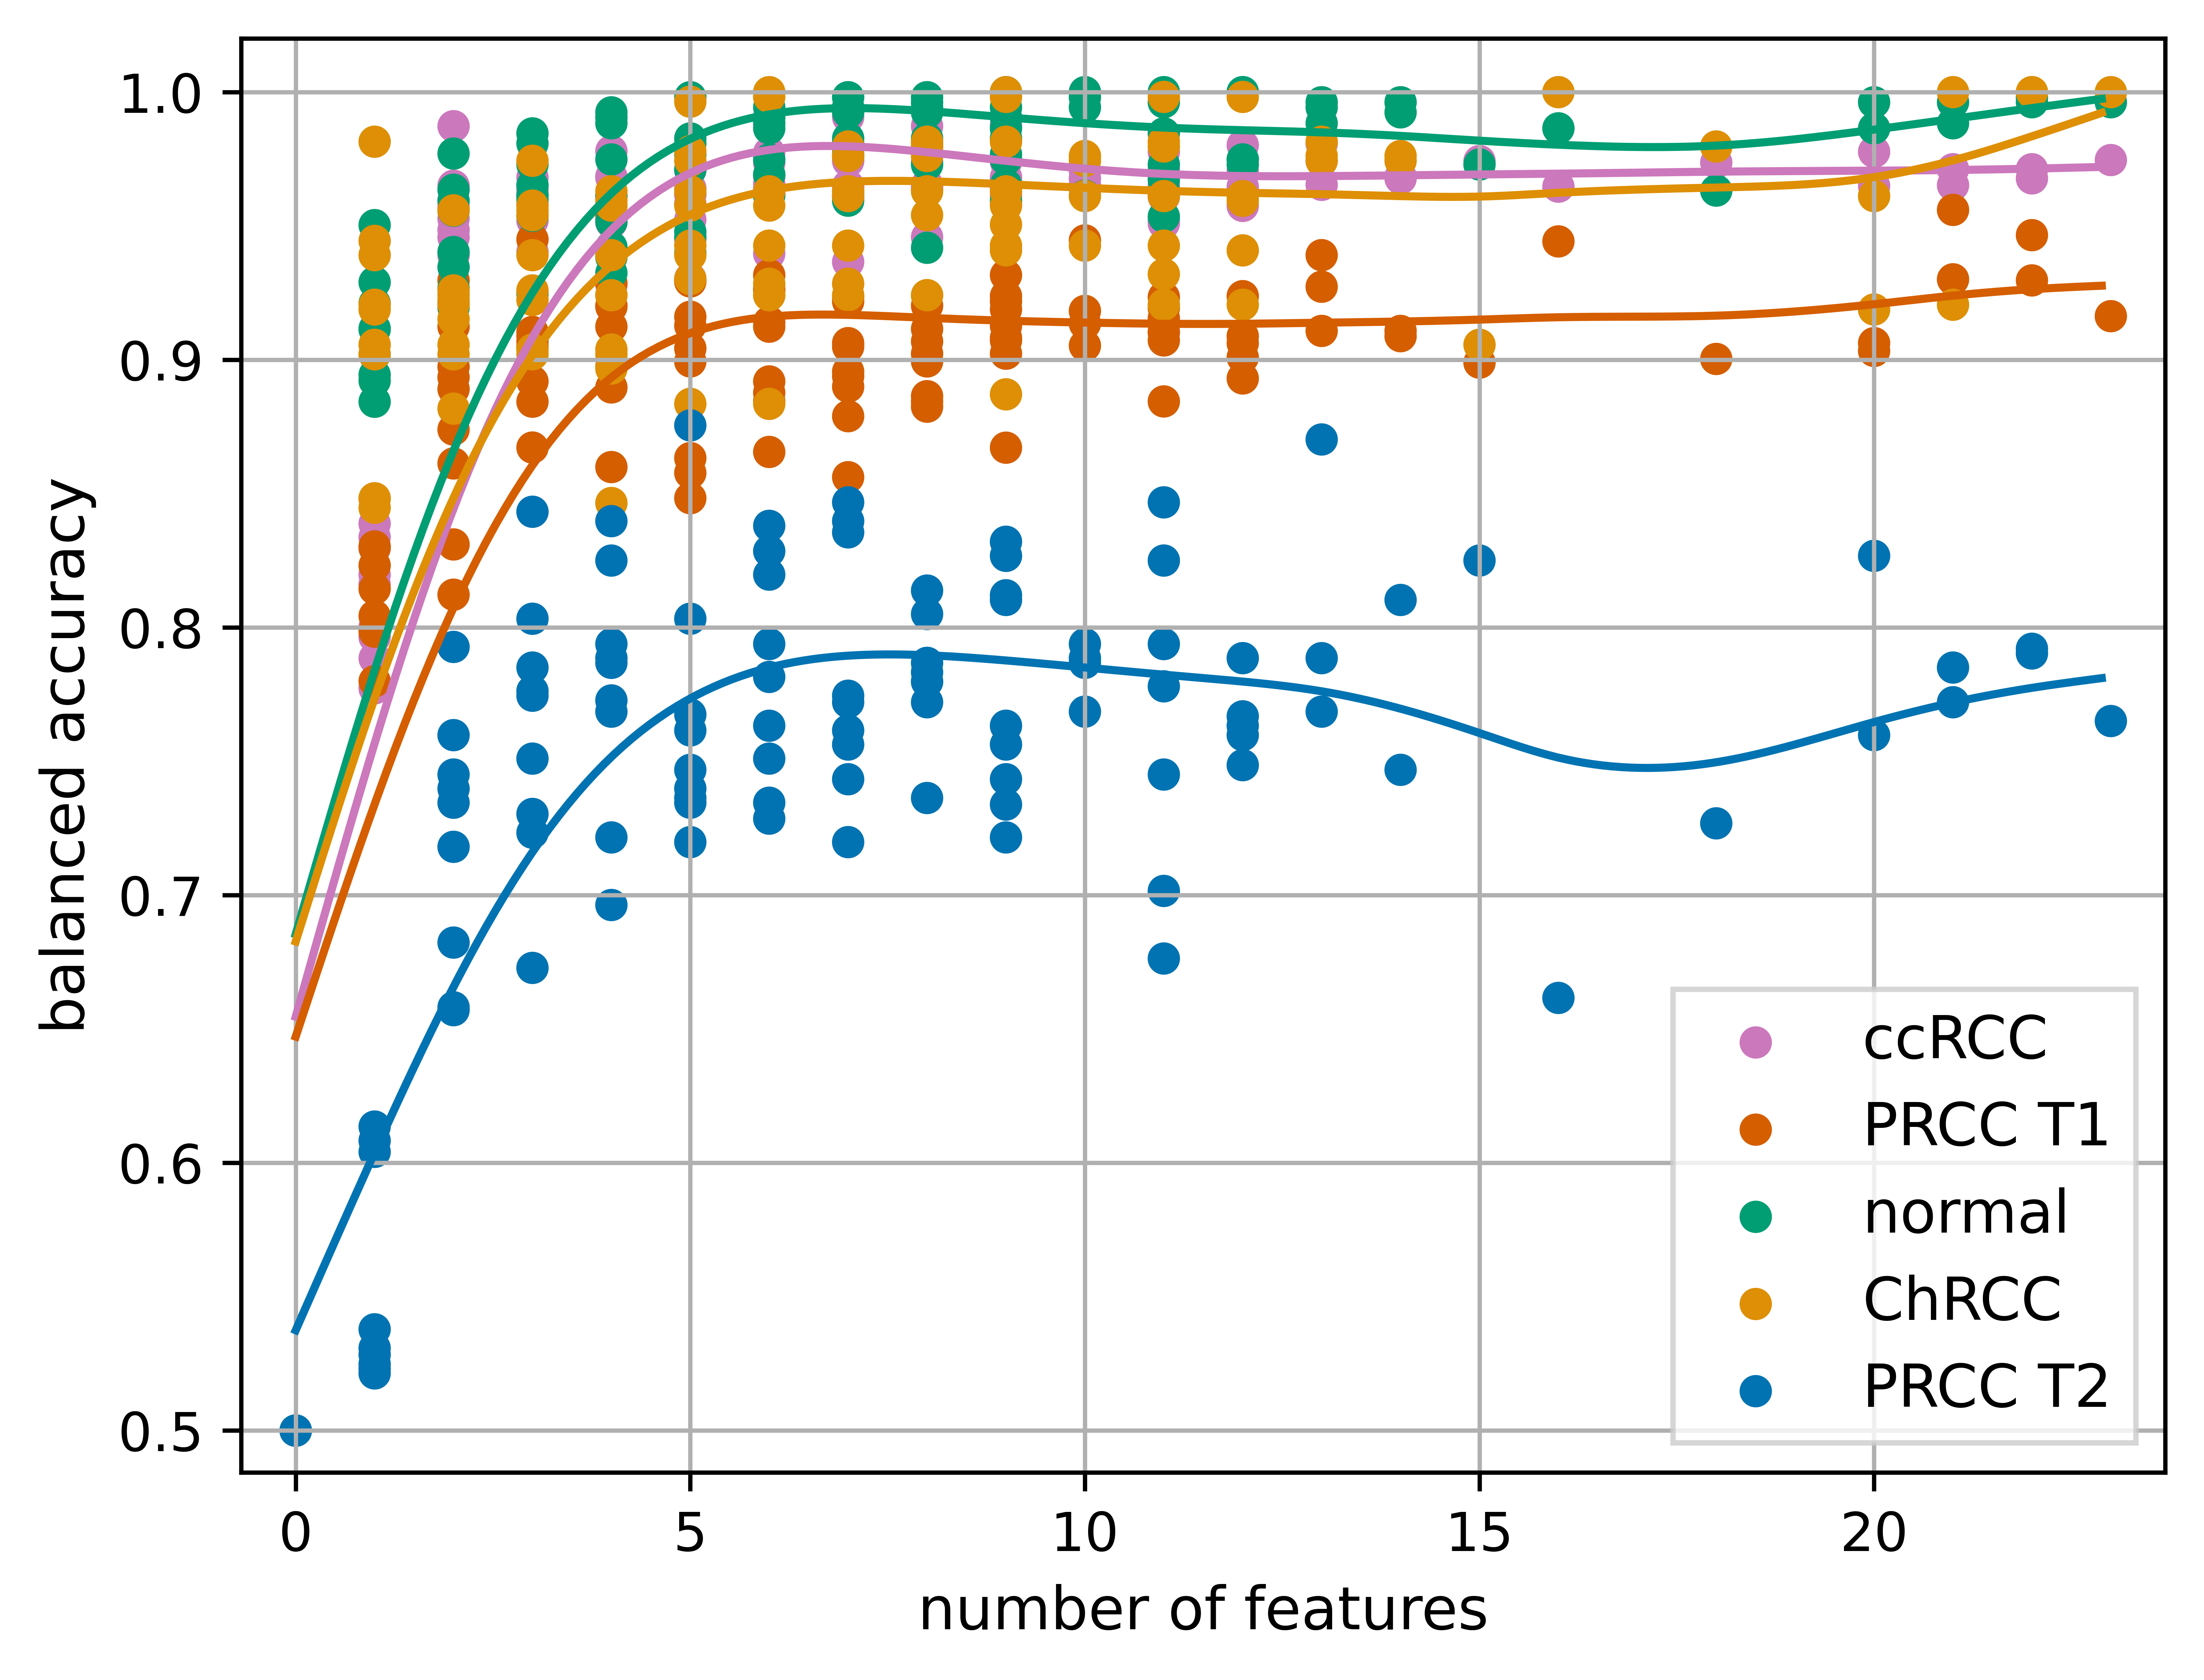 1.0
0.9
0.8
0.7
0.6
0.5
balanced accuracy
0 5 10 15 20
number of features
ccRCC
PRCC T1
normal
ChRCC
PRCC T2